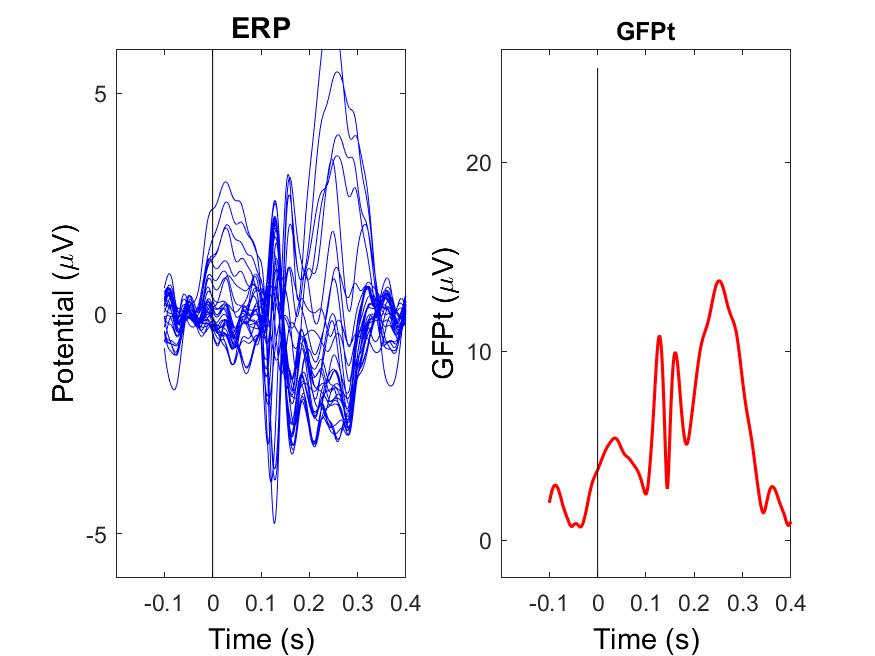 ERP
5
0
-5
Potential (μV)
-0.1 0 0.1 0.2 0.3 0.4
Time (s)
GFPt
20
10
0
GFPt (μV)
-0.1 0 0.1 0.2 0.3 0.4
Time (s)